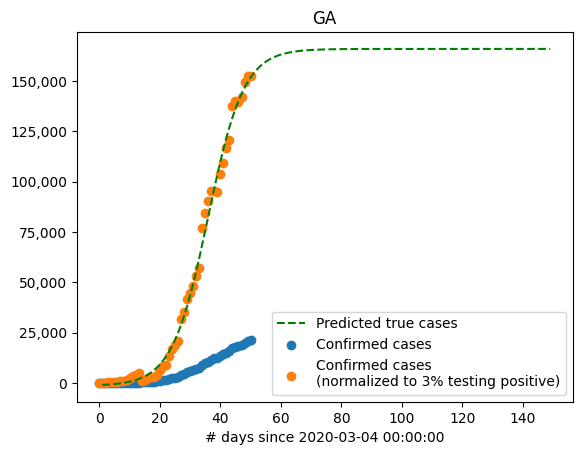 GA
150,000
125,000
100,000
75,000
50,000
25,000
0
Predicted true cases
Confirmed cases
Confirmed cases
(normalized to 3% testing positive)
0 20 40 60 80 100 120 140
# days since 2020-03-04 00:00:00